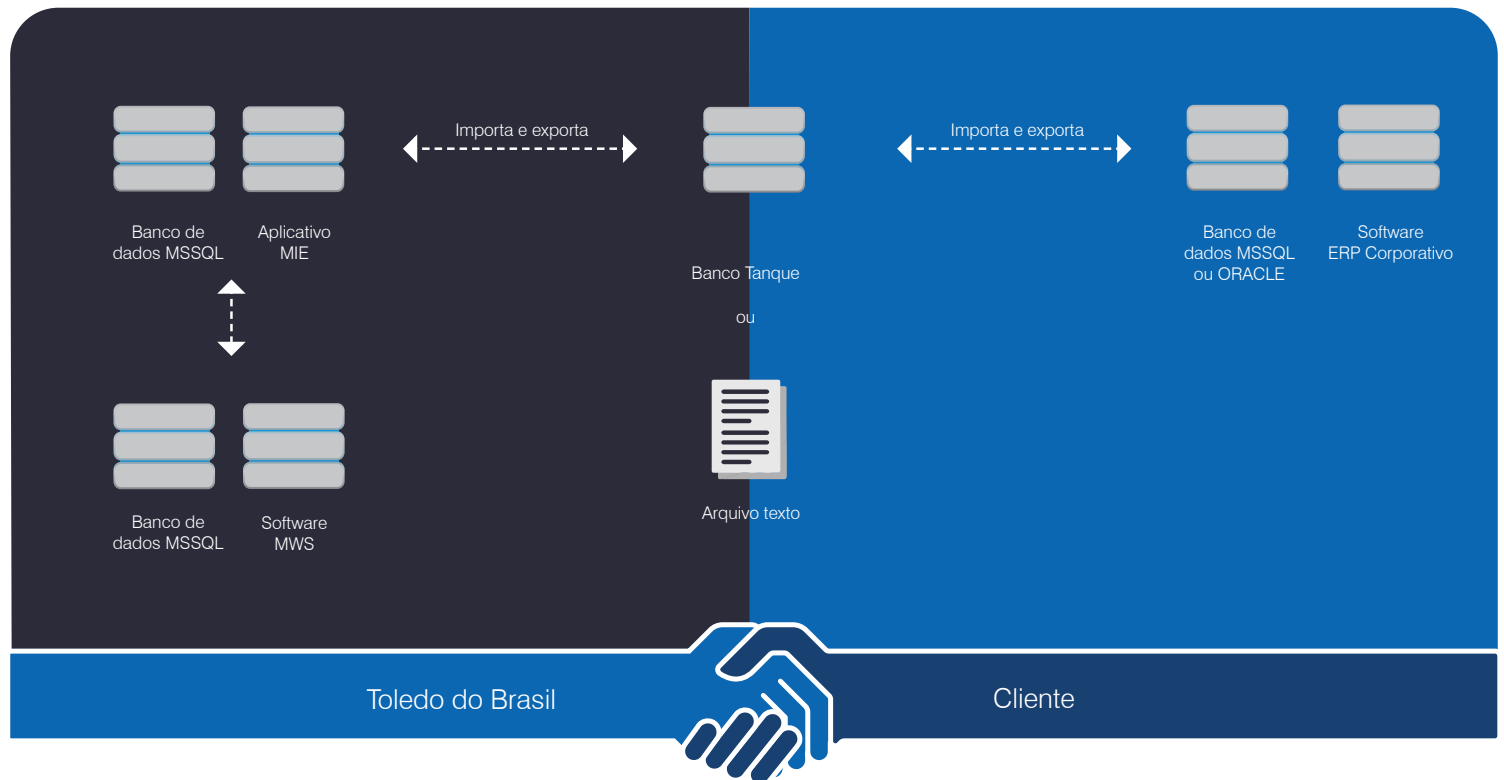 Importa e exporta
Importa e exporta
Banco de
dados MSSQL
Aplicativo
MIE
Banco Tanque
ou
Arquivo texto
Banco de
dados MSSQL
ou ORACLE
Software
ERP Corporativo
Banco de
dados MSSQL
Software
MWS
Toledo do Brasil
Cliente